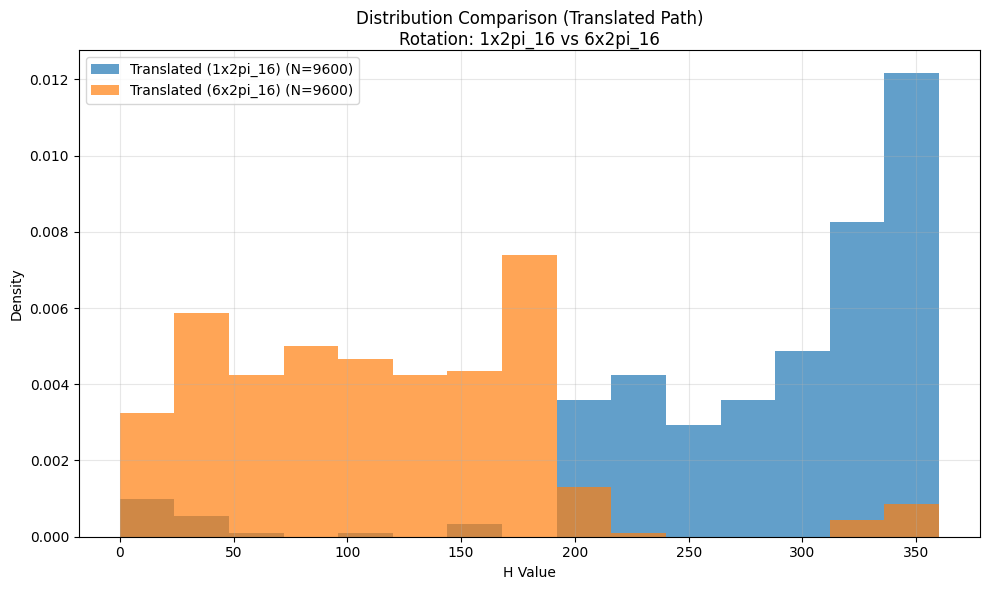 Distribution Comparison (Translated Path)
Rotation: 1x2pi_16 vs 6x2pi_16
Translated (1x2pi_16) (N=9600)
Translated (6x2pi_16) (N=9600)
0.012
0.010
0.008
0.006
0.004
0.002
0.000
Density
0 50 100 150 200 250 300 350
H Value